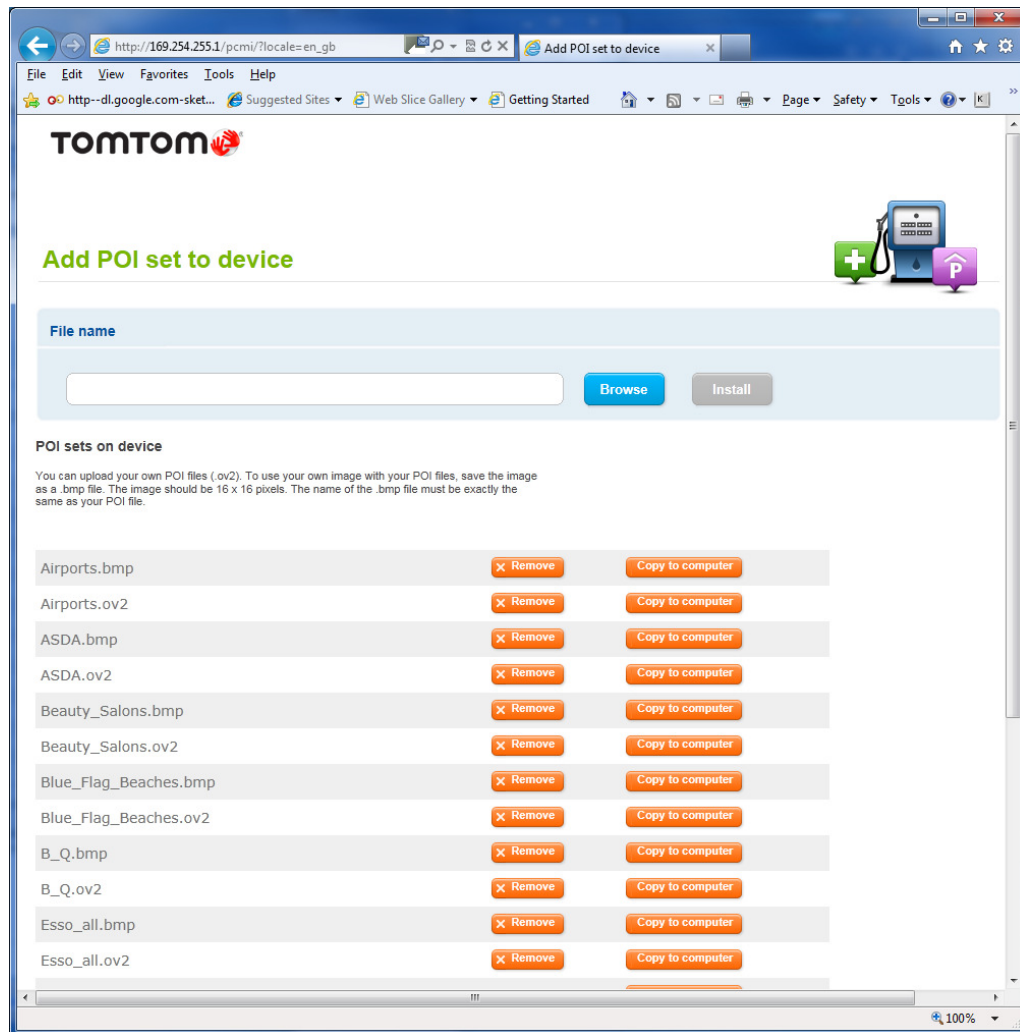 http://169.254.255.1/pcmi/?locale=en_gb
Add POI set to device
File Edit View Favorites Tools Help
http--dl.google.com-sket... Suggested Sites Web Slice Gallery Getting Started Page Safety Tools K »
TOMTOM
Add POI set to device
P
File name
Browse Install
POI sets on device
You can upload your own POI files (.ov2). To use your own image with your POI files, save the image
as a .bmp file. The image should be 16 x 16 pixels. The name of the .bmp file must be exactly the
same as your POI file.
Airports.bmp Remove Copy to computer
Airports.ov2 Remove Copy to computer
ASDA.bmp Remove Copy to computer
ASDA.ov2 Remove Copy to computer
Beauty_Salons.bmp Remove Copy to computer
Beauty_Salons.ov2 Remove Copy to computer
Blue_Flag_Beaches.bmp Remove Copy to computer
Blue_Flag_Beaches.ov2 Remove Copy to computer
B_Q.bmp Remove Copy to computer
B_Q.ov2 Remove Copy to computer
Esso_all.bmp Remove Copy to computer
Esso_all.ov2 Remove Copy to computer
100%